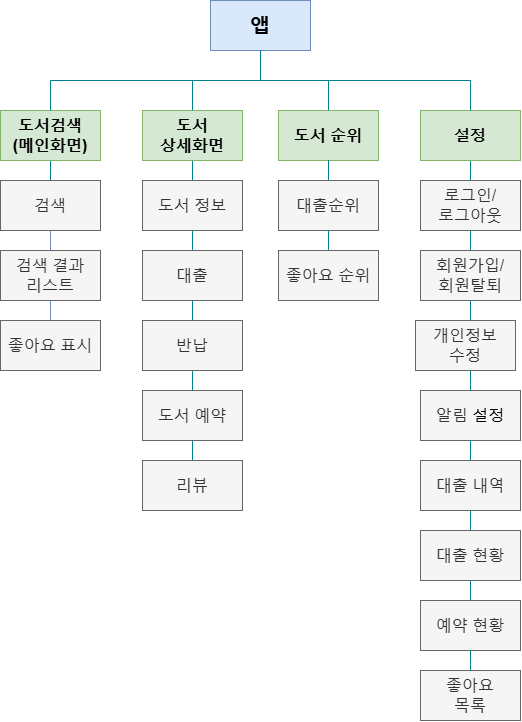 앱
도서검색
(메인화면)
검색
검색 결과
리스트
좋아요 표시
도서
상세화면
도서 정보
대출
반납
도서 예약
리뷰
도서 순위
대출순위
좋아요 순위
설정
로그인/
로그아웃
회원가입/
회원탈퇴
개인정보
수정
알림 설정
대출 내역
대출 현황
예약 현황
좋아요
목록